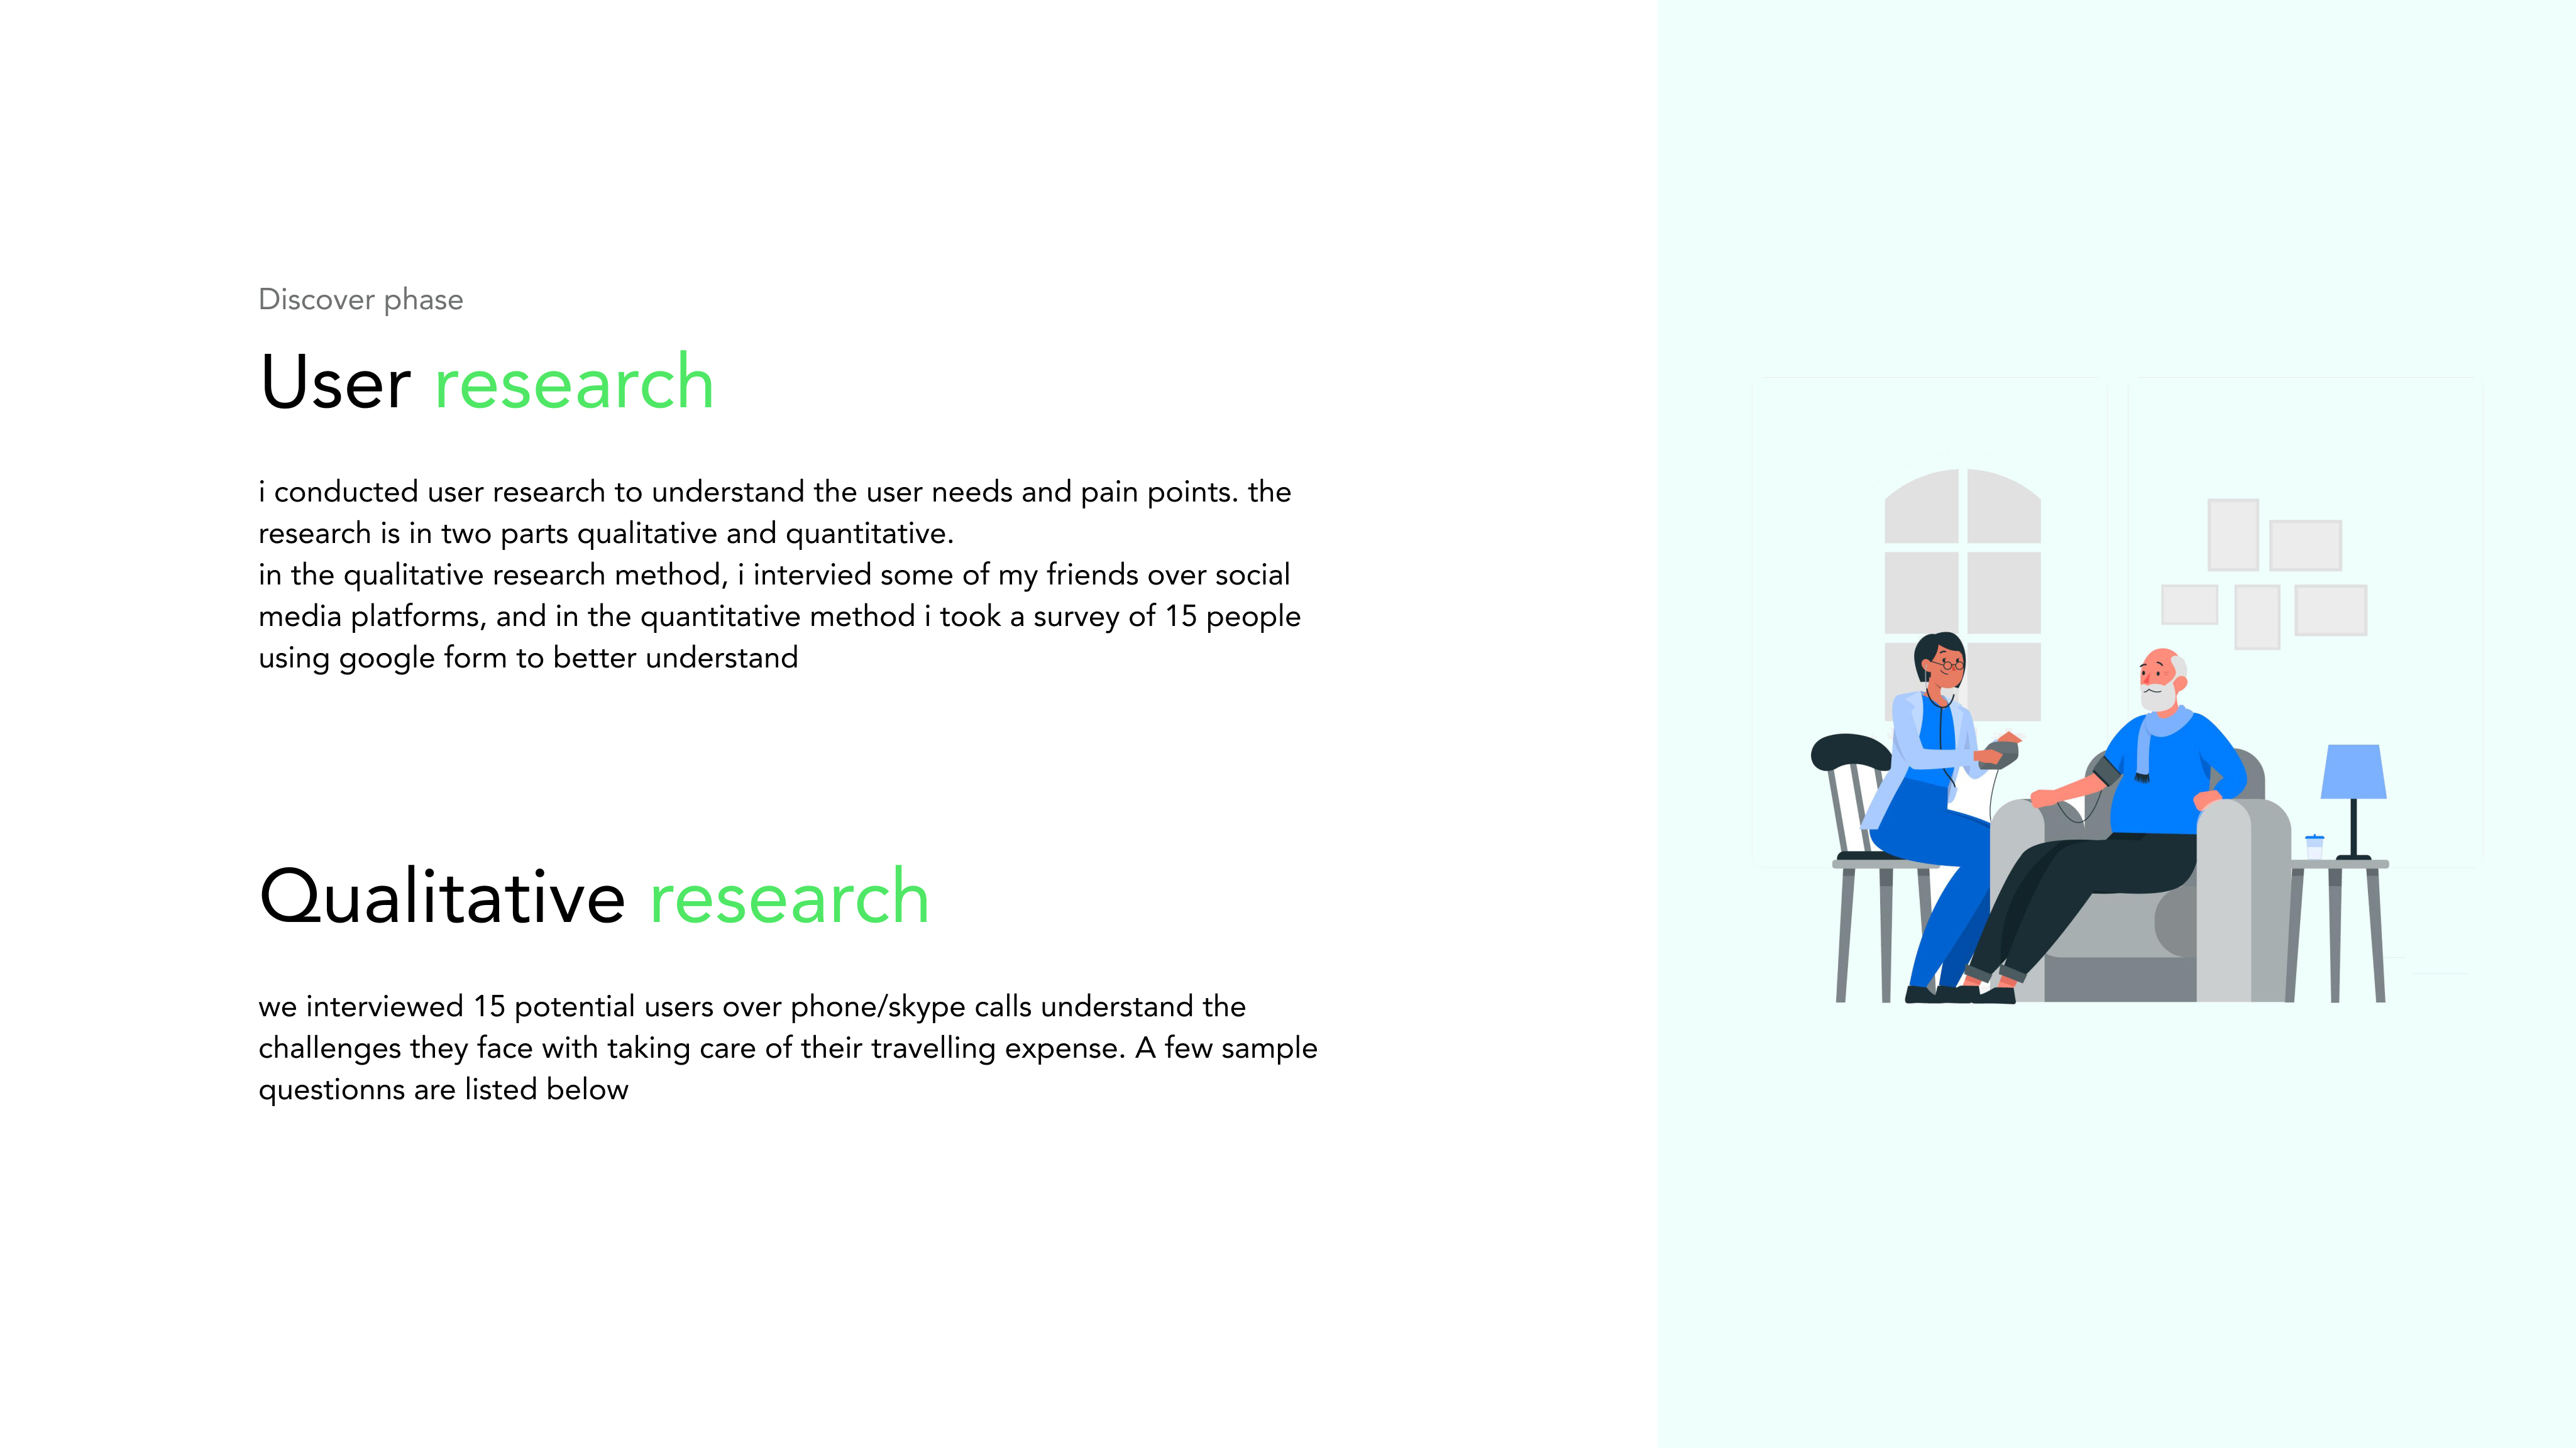 Discover phase
User research
i conducted user research to understand the user needs and pain points. the
research is in two parts qualitative and quantitative.
in the qualitative research method, i intervied some of my friends over social
media platforms, and in the quantitative method i took a survey of 15 people
using google form to better understand
Qualitative research
we interviewed 15 potential users over phone/skype calls understand the
challenges they face with taking care of their travelling expense. A few sample
questionns are listed below